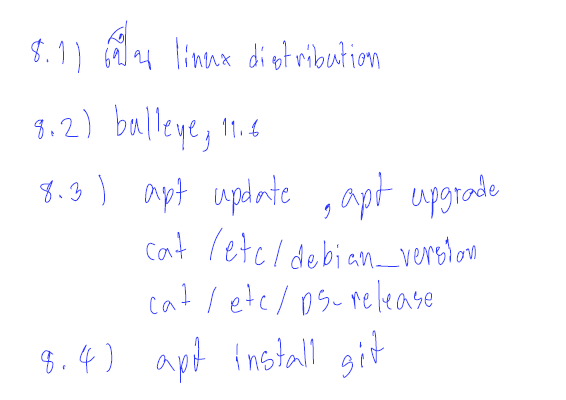 8.1) เป็น linux distribution
8.2) bulleye, 11.6
8.3) apt update , apt upgrade
cat /etc/debian_version
cat /etc/os-release
8.4) apt install git